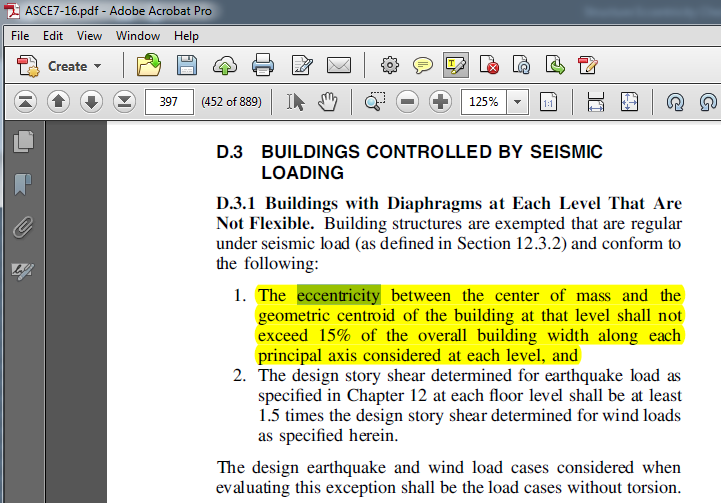 ASCE7-16.pdf - Adobe Acrobat Pro
File Edit View Window Help
Create
397 (452 of 889) 125% 1:1
D.3 BUILDINGS CONTROLLED BY SEISMIC
LOADING
D.3.1 Buildings with Diaphragms at Each Level That Are
Not Flexible. Building structures are exempted that are regular
under seismic load (as defined in Section 12.3.2) and conform to
the following:
1. The eccentricity between the center of mass and the
geometric centroid of the building at that level shall not
exceed 15% of the overall building width along each
principal axis considered at each level, and
2. The design story shear determined for earthquake load as
specified in Chapter 12 at each floor level shall be at least
1.5 times the design story shear determined for wind loads
as specified herein.
The design earthquake and wind load cases considered when
evaluating this exception shall be the load cases without torsion.